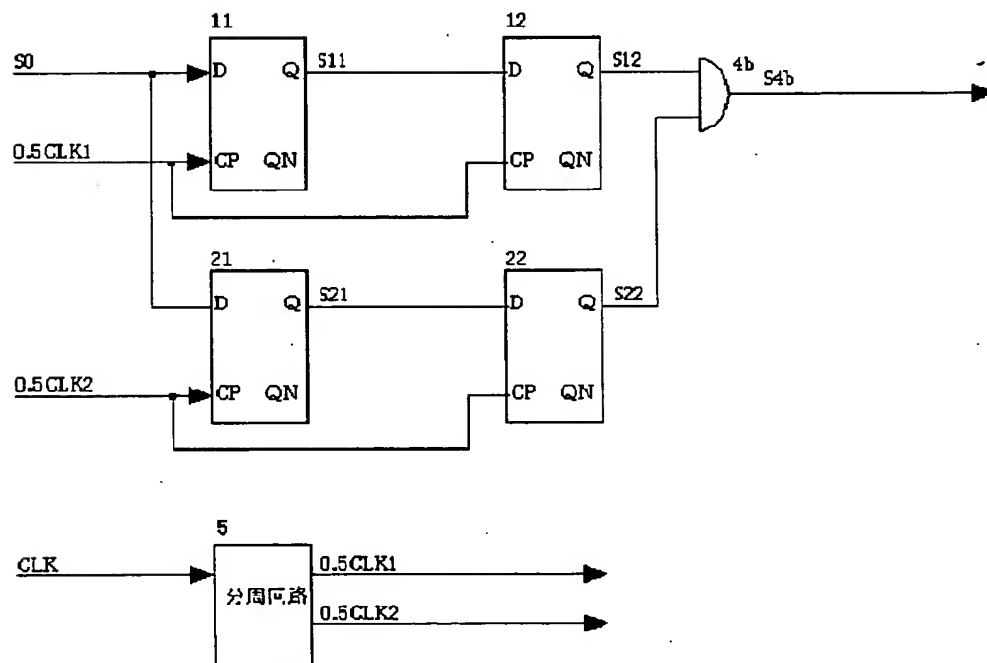 11
12
S0
D
Q
S11
D
Q
S12
4b
S4b
0.5CLK1
CP
QN
CP
QN
21
22
D
Q
S21
D
Q
S22
0.5CLK2
CP
QN
CP
QN
5
CLK
分周回路
0.5CLK1
0.5CLK2